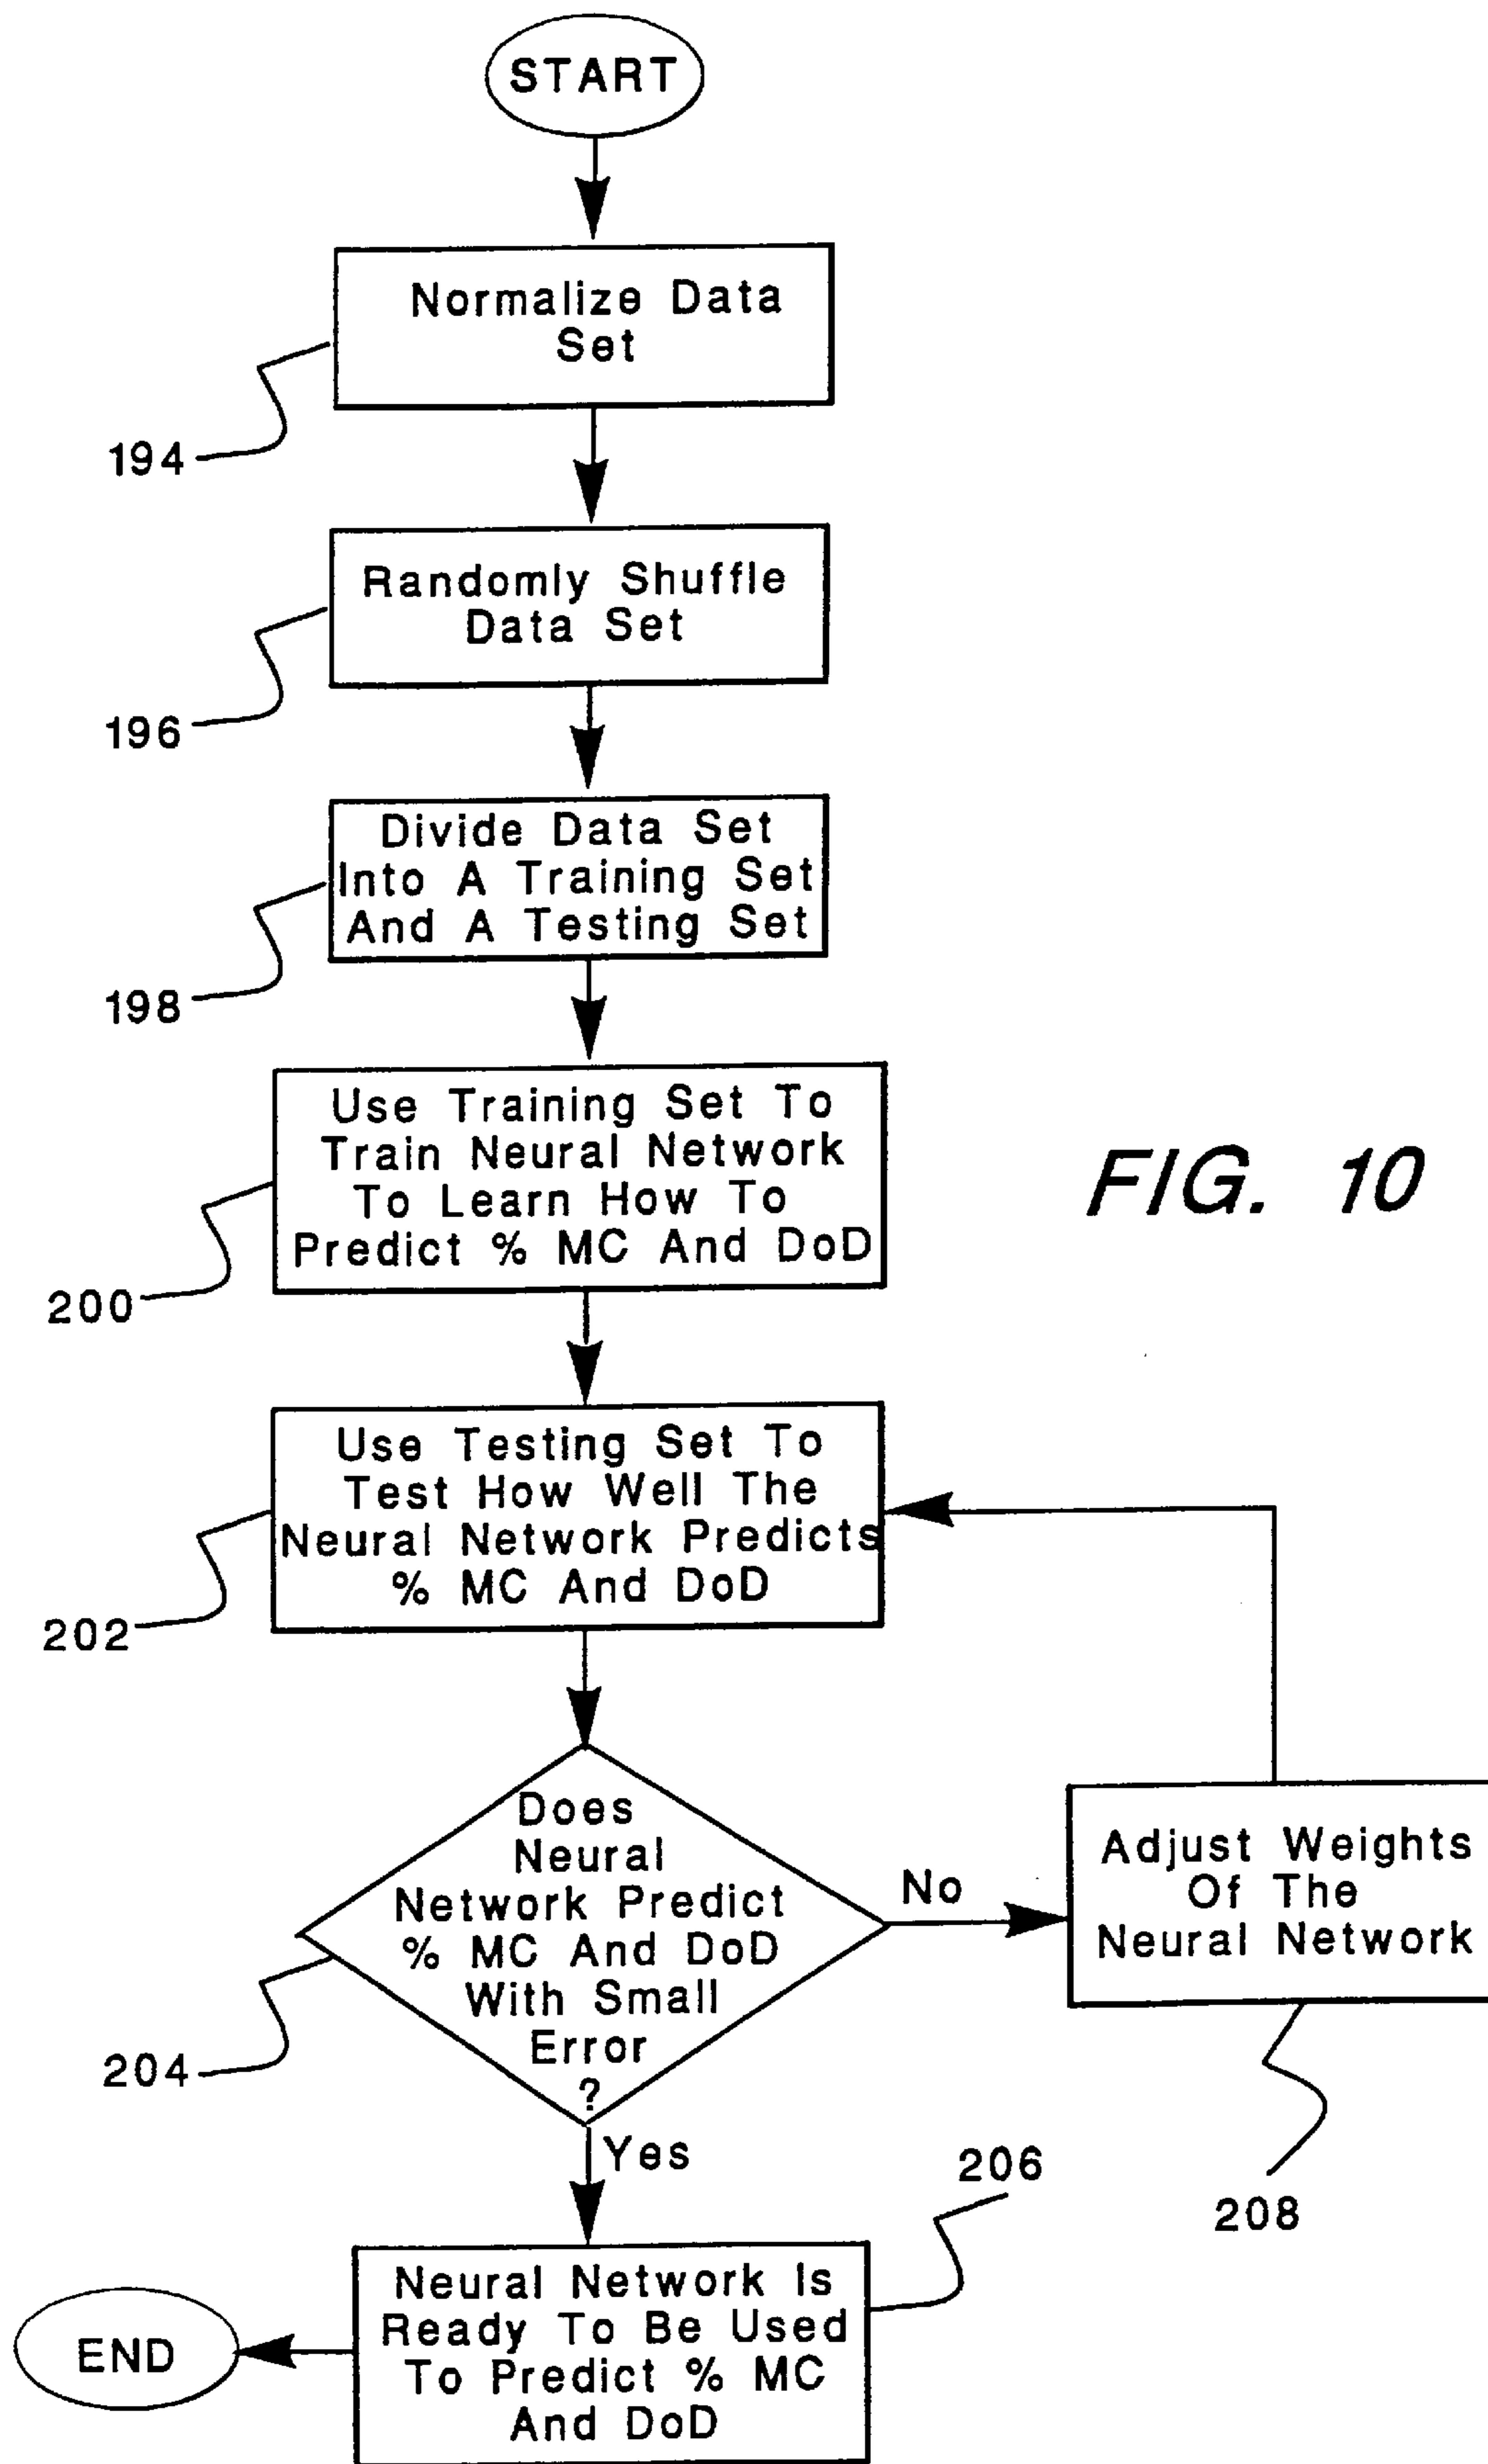 START
Normalize Data
Set
194
Randomly Shuffle
Data Set
196
Divide Data Set
Into A Training Set
And A Testing Set
198
Use Training Set To
Train Neural Network
To Learn How To
Predict % MC And DoD
200
FIG. 10
Use Testing Set To
Test How Well The
Neural Network Predicts
% MC And DoD
202
Does
Neural
Network Predict
% MC And DoD
With Small
Error
?
204
No
Adjust Weights
Of The
Neural Network
208
Yes
206
Neural Network Is
Ready To Be Used
To Predict % MC
And DoD
END